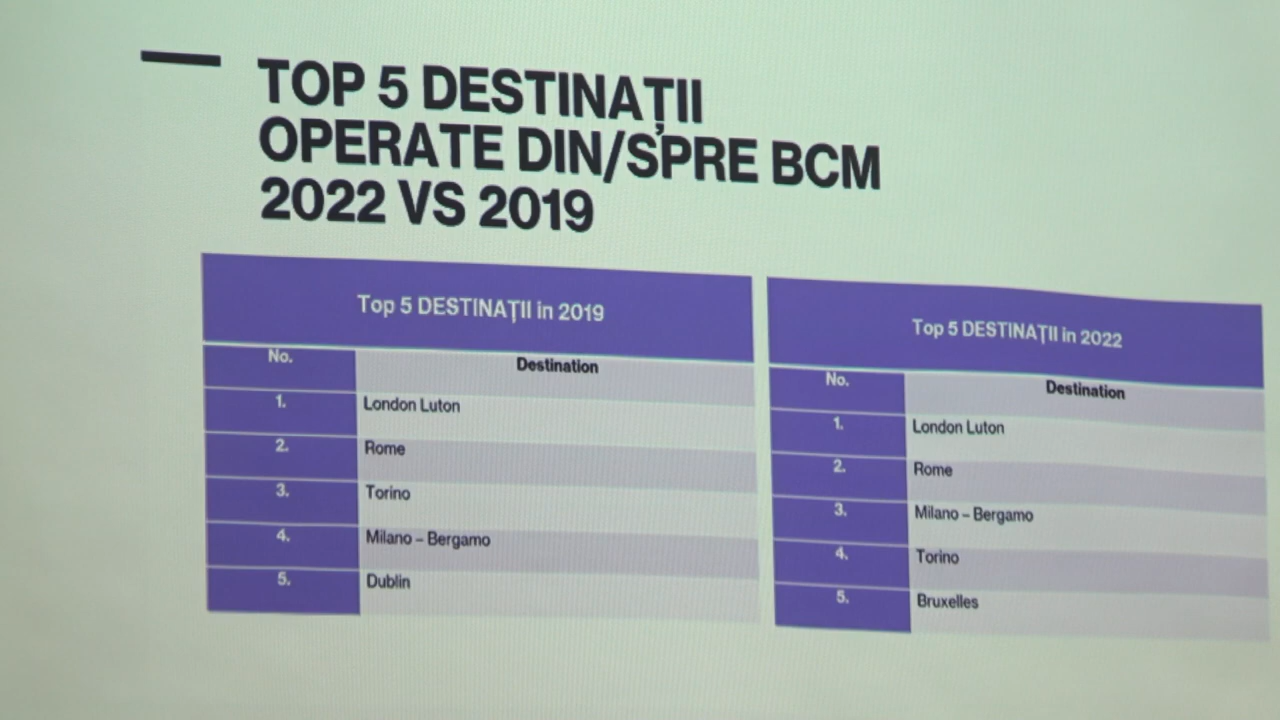 TOP 5 DESTINAȚII
OPERATE DIN/SPRE BCM
2022 VS 2019
Top 5 DESTINAȚII in 2019
No. Destination
1. London Luton
2. Rome
3. Torino
4. Milano – Bergamo
5. Dublin
Top 5 DESTINAȚII in 2022
No. Destination
1. London Luton
2. Rome
3. Milano – Bergamo
4. Torino
5. Bruxelles